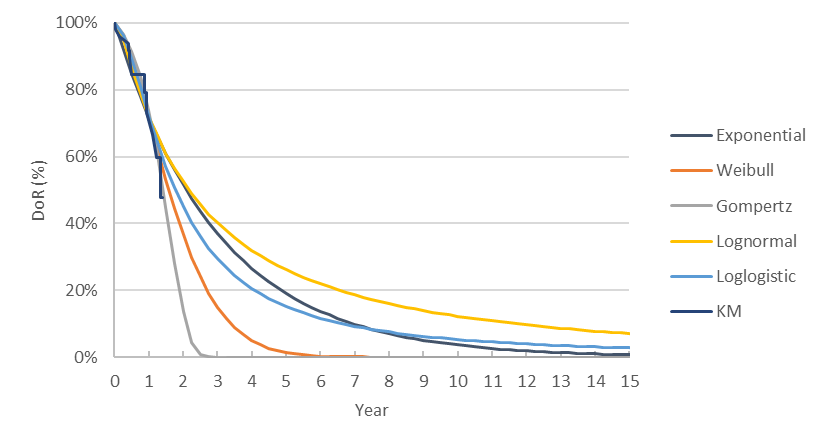 100%
80%
60%
40%
20%
0%
DoR (%)
0 1 2 3 4 5 6 7 8 9 10 11 12 13 14 15
Year
Exponential
Weibull
Gompertz
Lognormal
Loglogistic
KM